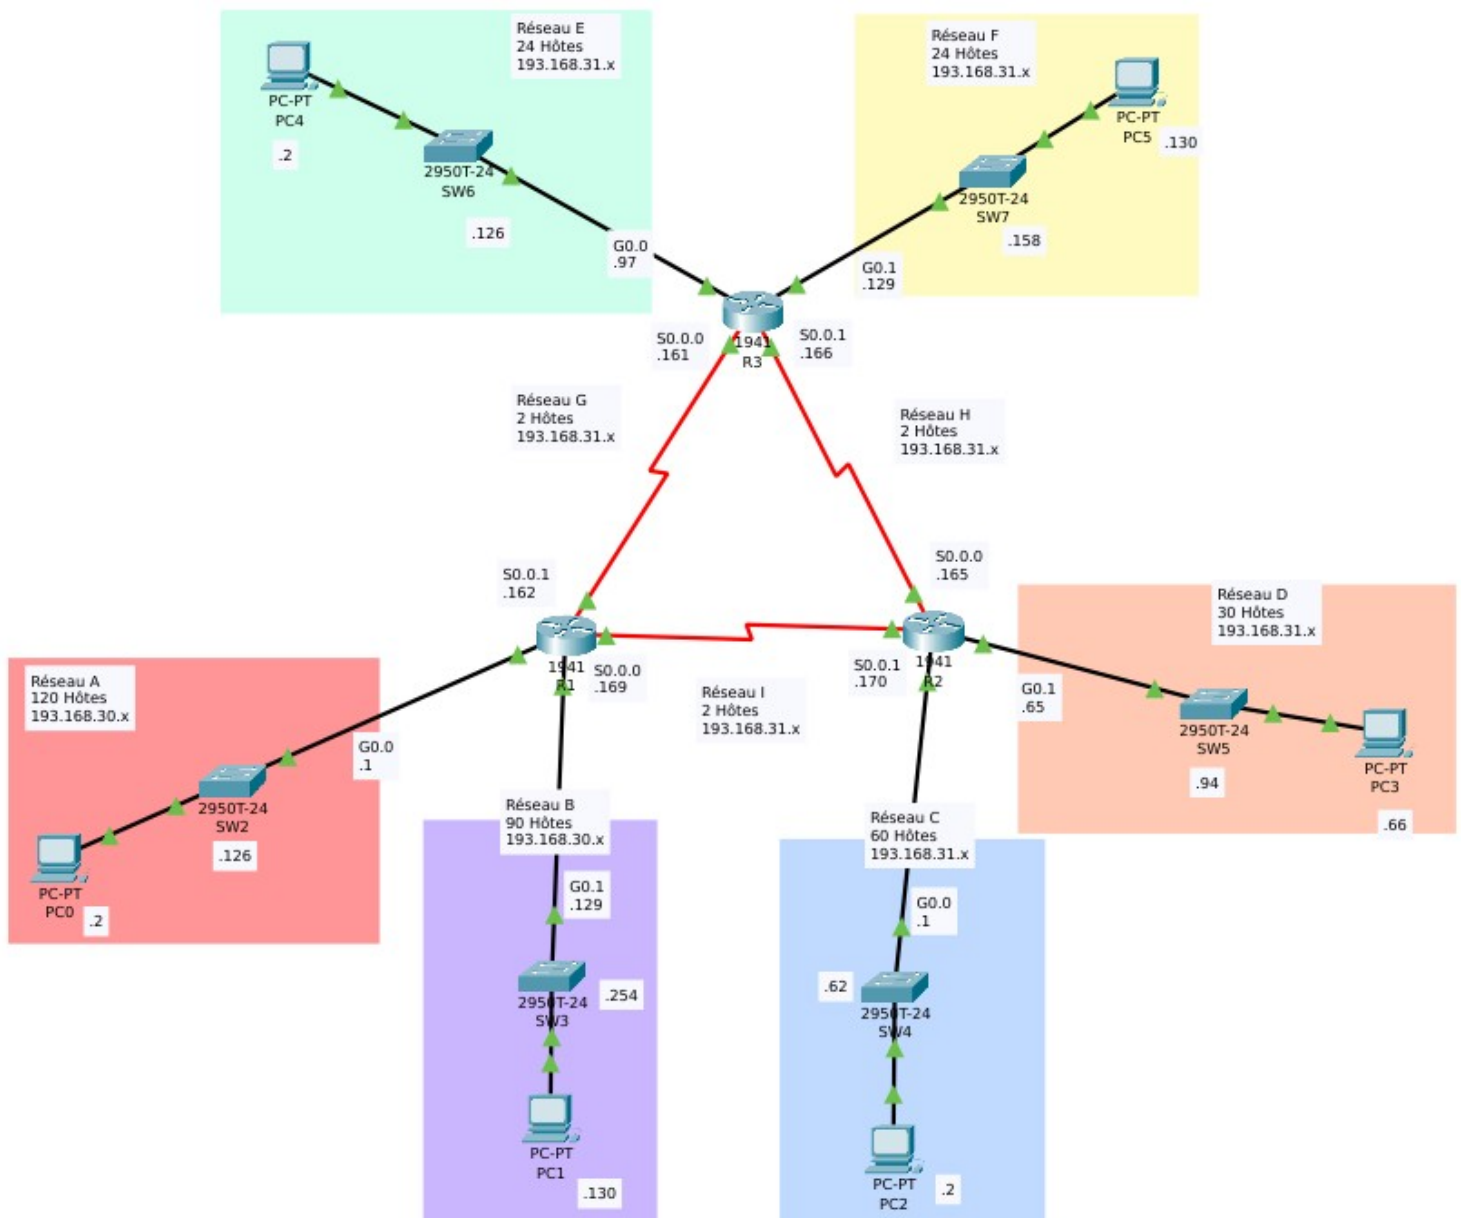 Réseau E
24 Hôtes
193.168.31.x
PC-PT
PC4
.2
2950T-24
SW6
.126
G0.0
.97
Réseau F
24 Hôtes
193.168.31.x
PC-PT
PC5
.130
2950T-24
SW7
.158
G0.1
.129
S0.0.0
.161
1941
R3
S0.0.1
.166
Réseau G
2 Hôtes
193.168.31.x
Réseau H
2 Hôtes
193.168.31.x
S0.0.1
.162
S0.0.0
.165
1941
R1
S0.0.0
.169
Réseau I
2 Hôtes
193.168.31.x
S0.0.1
.170
1941
R2
Réseau D
30 Hôtes
193.168.31.x
G0.1
.65
2950T-24
SW5
.94
PC-PT
PC3
.66
Réseau A
120 Hôtes
193.168.30.x
G0.0
.1
2950T-24
SW2
.126
PC-PT
PC0
.2
Réseau B
90 Hôtes
193.168.30.x
G0.1
.129
2950T-24
SW3
.254
PC-PT
PC1
.130
Réseau C
60 Hôtes
193.168.31.x
G0.0
.1
.62
2950T-24
SW4
PC-PT
PC2
.2